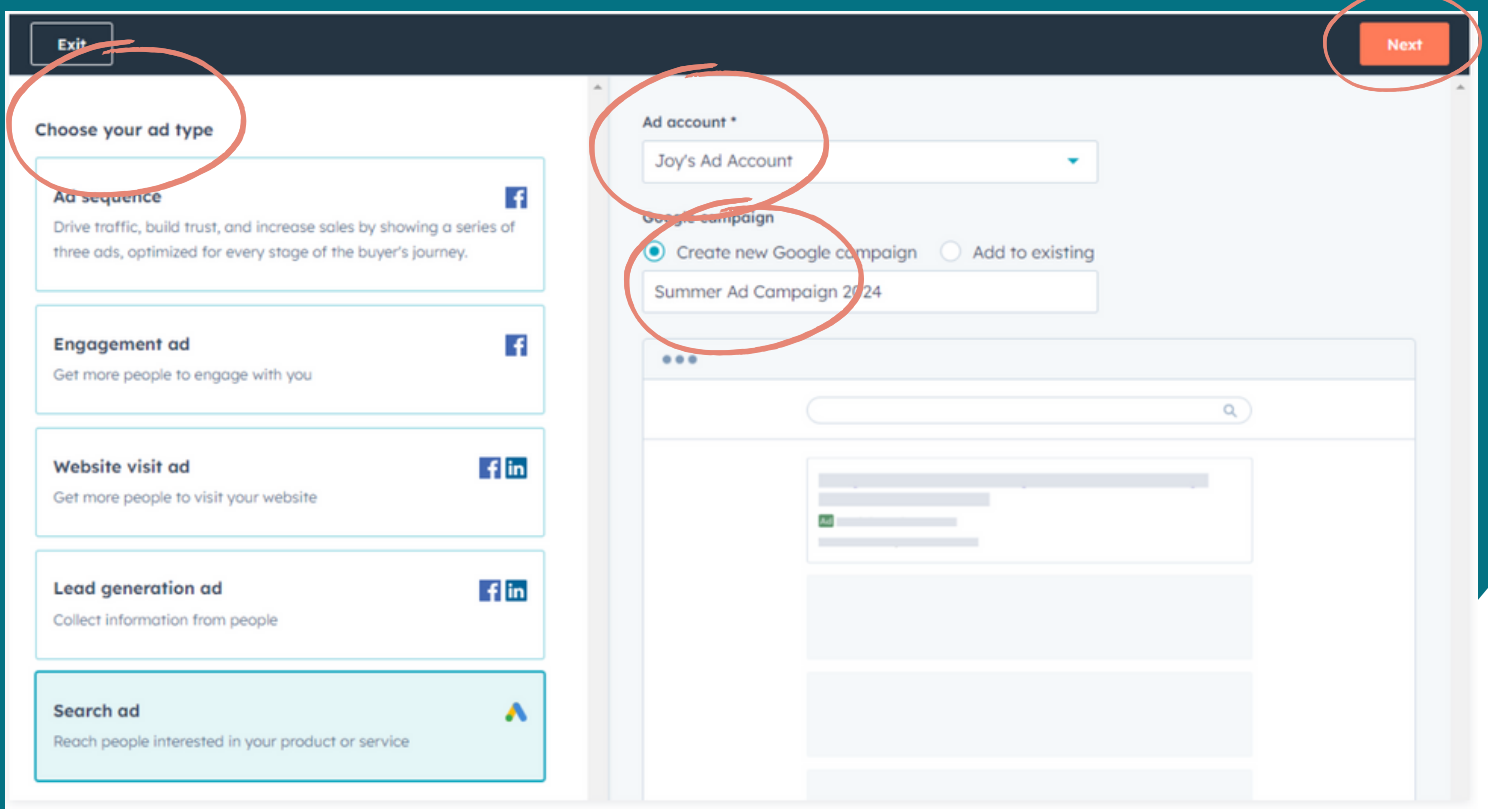 Exit
Next
Choose your ad type
Ad sequence
Drive traffic, build trust, and increase sales by showing a series of
three ads, optimized for every stage of the buyer's journey.
Engagement ad
Get more people to engage with you
Website visit ad
Get more people to visit your website
Lead generation ad
Collect information from people
Search ad
Reach people interested in your product or service
Ad account *
Joy's Ad Account
Google campaign
Create new Google campaign
Add to existing
Summer Ad Campaign 2024
Ad